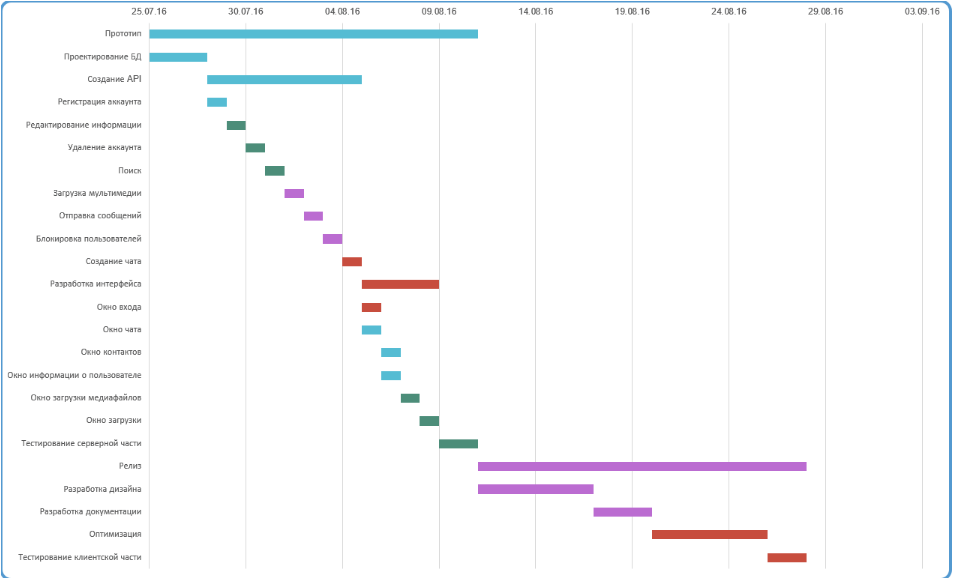 25.07.16 30.07.16 04.08.16 09.08.16 14.08.16 19.08.16 24.08.16 29.08.16 03.09.16
Прототип
Проектирование БД
Создание API
Регистрация аккаунта
Редактирование информации
Удаление аккаунта
Поиск
Загрузка мультимедии
Отправка сообщений
Блокировка пользователей
Создание чата
Разработка интерфейса
Окно входа
Окно чата
Окно контактов
Окно информации о пользователе
Окно загрузки медиафайлов
Окно загрузки
Тестирование серверной части
Релиз
Разработка дизайна
Разработка документации
Оптимизация
Тестирование клиентской части